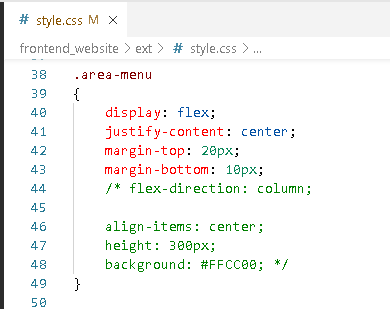 # style.css M ×
frontend_website > ext > # style.css > ...
38 .area-menu
39 {
40 display: flex;
41 justify-content: center;
42 margin-top: 20px;
43 margin-bottom: 10px;
44 /* flex-direction: column;
45
46 align-items: center;
47 height: 300px;
48 background: #FFCC00; */
49 }
50